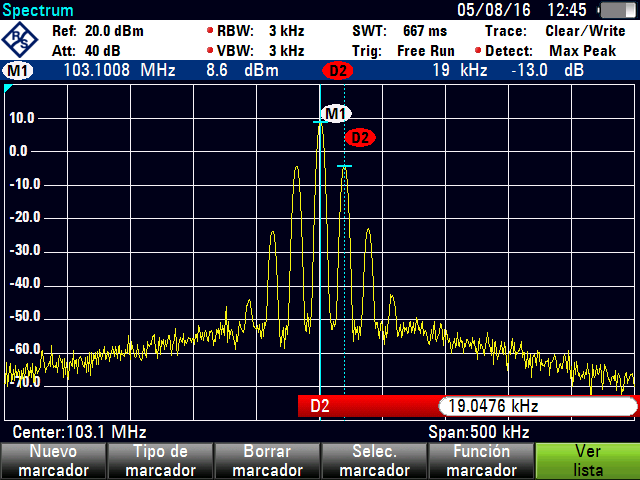 Spectrum 05/08/16 12:45
Ref: 20.0 dBm RBW: 3 kHz SWT: 667 ms Trace: Clear/Write
Att: 40 dB VBW: 3 kHz Trig: Free Run Detect: Max Peak
M1 103.1008 MHz 8.6 dBm D2 19 kHz -13.0 dB
10.0
M1
D2
0.0
-10.0
-20.0
-30.0
-40.0
-50.0
-60.0
-70.0
D2 19.0476 kHz
Center:103.1 MHz Span:500 kHz
Nuevo Tipo de Borrar Selec. Función Ver
marcador marcador marcador marcador marcador lista